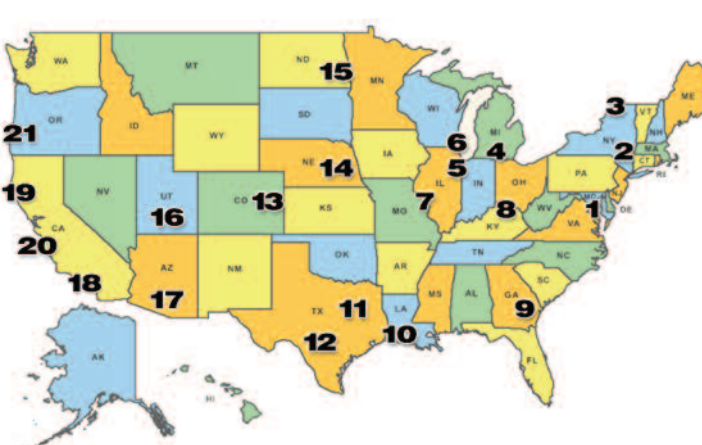 WA
MT
ND
15
MN
ME
VT
3
OR
21
ID
SD
WI
MI
NH
NY
WY
6
4
2
MA
CT
RI
NE
14
IA
5
PA
19
NV
UT
16
CO
13
KS
MO
IL
7
IN
OH
8
KY
WV
MD
1
NJ
DE
VA
CA
20
18
AZ
17
NM
OK
AR
TN
NC
SC
TX
11
12
LA
10
MS
AL
GA
9
FL
AK
HI